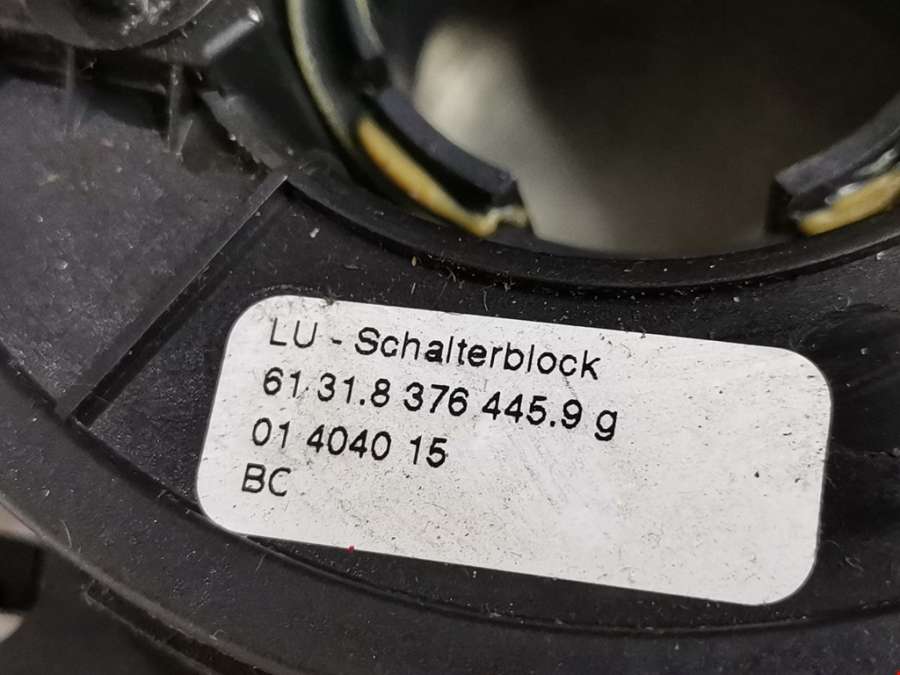 LU - Schalterblock
61 31.8 376 445.9 g
01 4040 15
BC